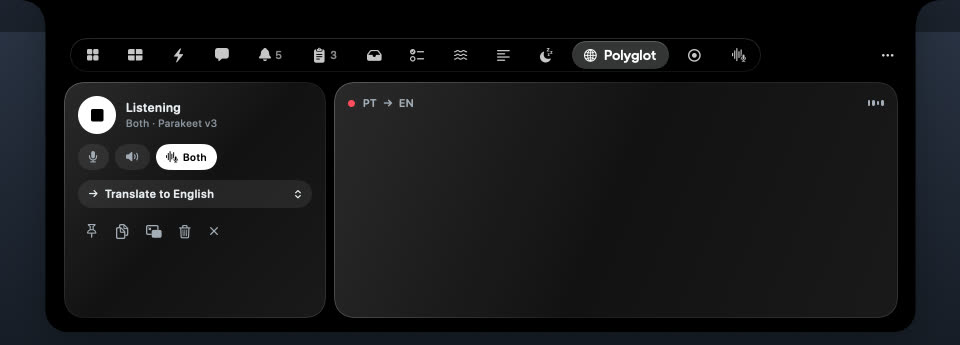 5
3
Polyglot
Listening
Both · Parakeet v3
Both
Translate to English
PT → EN